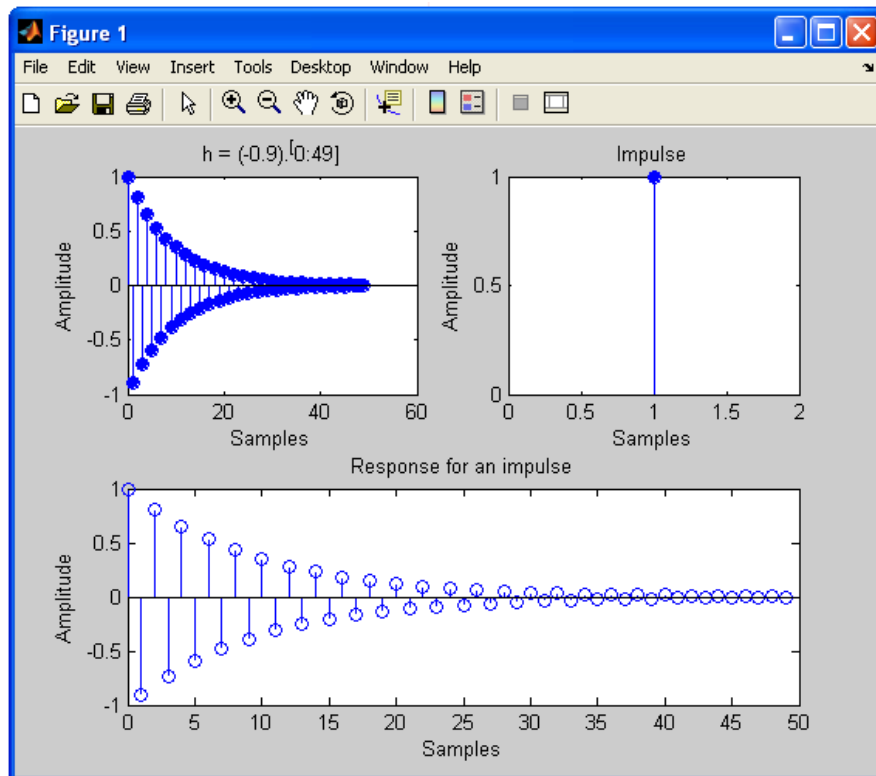 Figure 1
File Edit View Insert Tools Desktop Window Help
h = (-0.9).[0:49]
1
0.5
0
-0.5
-1
0 20 40 60
Amplitude
Samples
Impulse
1
0.5
0
0 0.5 1 1.5 2
Amplitude
Samples
Response for an impulse
1
0.5
0
-0.5
-1
0 5 10 15 20 25 30 35 40 45 50
Amplitude
Samples